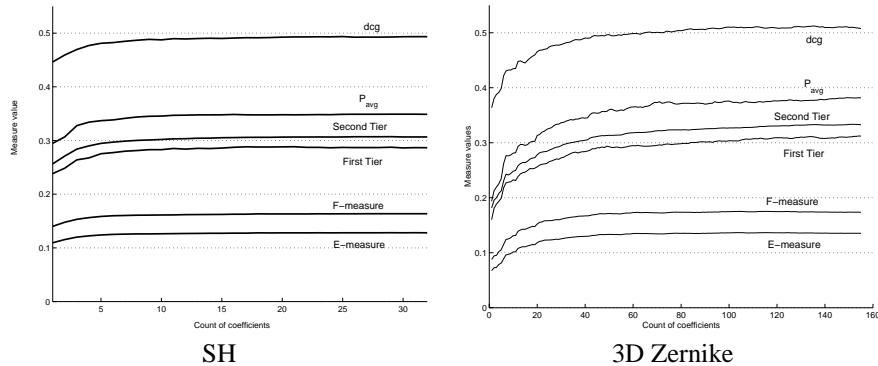 0.5
0.4
0.3
0.2
0.1
0
Measure value
dcg
P avg
Second Tier
First Tier
F−measure
E−measure
5 10 15 20 25 30
Count of coefficients
SH
0.5
0.4
0.3
0.2
0.1
0
Measure values
dcg
P avg
Second Tier
First Tier
F−measure
E−measure
0 20 40 60 80 100 120 140 160
Count of coefficients
3D Zernike